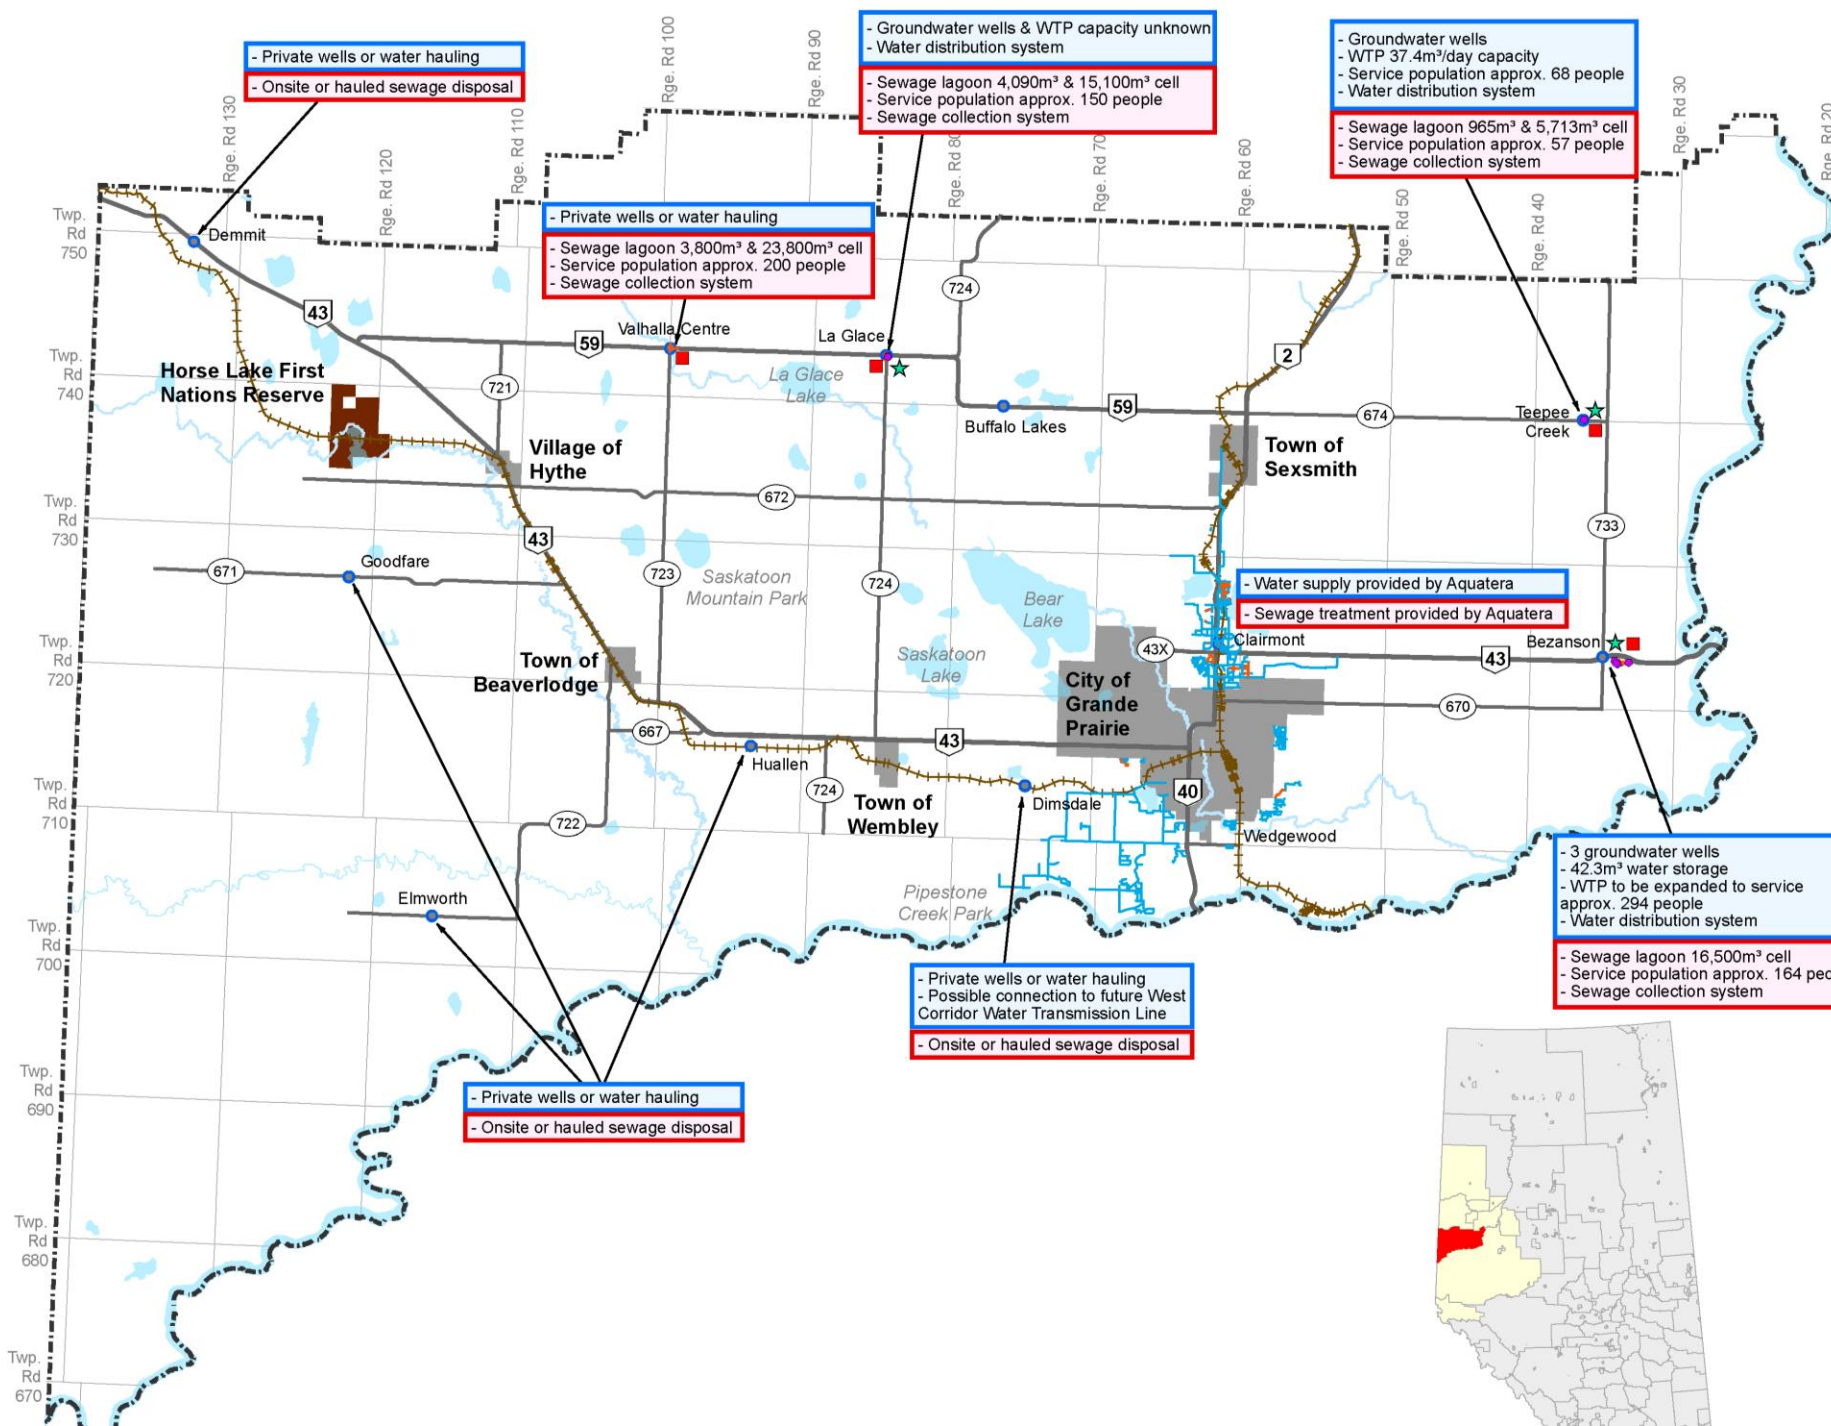 - Private wells or water hauling
- Onsite or hauled sewage disposal
- Groundwater wells & WTP capacity unknown
- Water distribution system
- Sewage lagoon 4,090m³ & 15,100m³ cell
- Service population approx. 150 people
- Sewage collection system
- Groundwater wells
- WTP 37.4m³/day capacity
- Service population approx. 68 people
- Water distribution system
- Sewage lagoon 965m³ & 5,713m³ cell
- Service population approx. 57 people
- Sewage collection system
- Private wells or water hauling
- Sewage lagoon 3,800m³ & 23,800m³ cell
- Service population approx. 200 people
- Sewage collection system
Rge. Rd 130
Rge. Rd 120
Rge. Rd 110
Rge. Rd 100
Rge. Rd 90
Rge. Rd 80
Rge. Rd 70
Rge. Rd 60
Rge. Rd 50
Rge. Rd 40
Rge. Rd 30
Rge. Rd 20
Twp.
Rd
750
Demmit
43
59
Valhalla Centre
La Glace
724
2
Twp.
Rd
740
Horse Lake First
Nations Reserve
721
La Glace
Lake
Buffalo Lakes
59
674
Teepee
Creek
Village of
Hythe
Town of
Sexsmith
672
Twp.
Rd
730
43
733
671
Goodfare
723
Saskatoon
Mountain Park
724
Bear
Lake
- Water supply provided by Aquatera
- Sewage treatment provided by Aquatera
Twp.
Rd
720
Town of
Beaverlodge
Saskatoon
Lake
43X
Clairmont
43
Bezanson
City of
Grande
Prairie
670
667
Huallen
43
Twp.
Rd
710
722
724
Town of
Wembley
Dimsdale
40
Wedgewood
- 3 groundwater wells
- 42.3m³ water storage
- WTP to be expanded to service
approx. 294 people
- Water distribution system
- Sewage lagoon 16,500m³ cell
- Service population approx. 164 peo
- Sewage collection system
Elmworth
Pipestone
Creek Park
Twp.
Rd
700
- Private wells or water hauling
- Possible connection to future West
Corridor Water Transmission Line
- Onsite or hauled sewage disposal
Twp.
Rd
690
- Private wells or water hauling
- Onsite or hauled sewage disposal
Twp.
Rd
680
Twp.
Rd
670